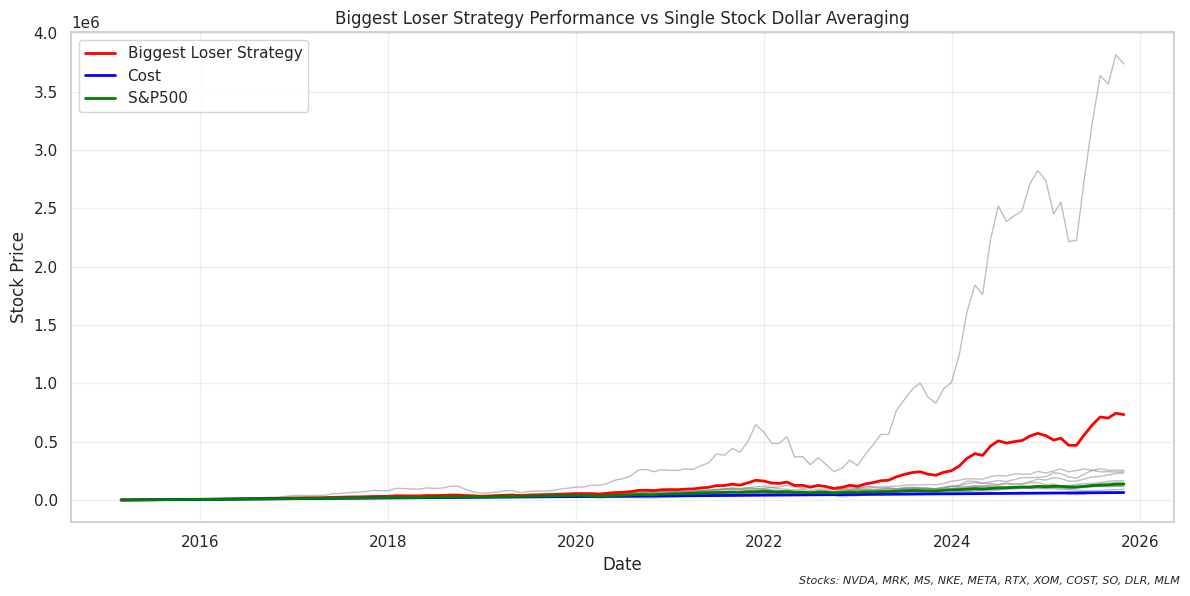 Biggest Loser Strategy Performance vs Single Stock Dollar Averaging
1e6
4.0
3.5
3.0
2.5
2.0
1.5
1.0
0.5
0.0
Stock Price
Biggest Loser Strategy
Cost
S&P500
2016
2018
2020
2022
2024
2026
Date
Stocks: NVDA, MRK, MS, NKE, META, RTX, XOM, COST, SO, DLR, MLM